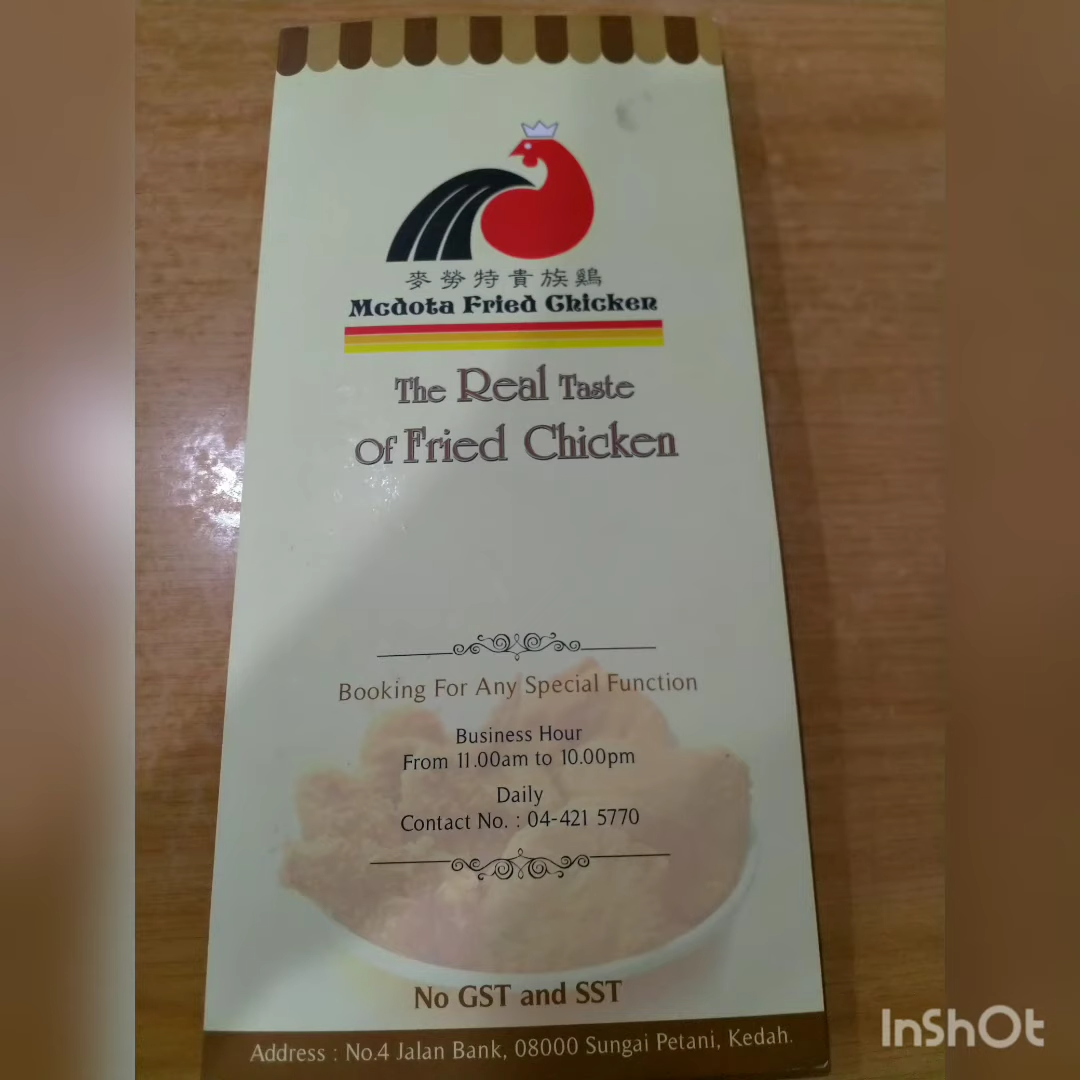 麥勞特貴族鷄
Mcdota Fried Chicken
The Real Taste
Of Fried Chicken
Booking For Any Special Function
Business Hour
From 11.00am to 10.00pm
Daily
Contact No. : 04-421 5770
No GST and SST
Address : No.4 Jalan Bank, 08000 Sungai Petani, Kedah.
InShOt